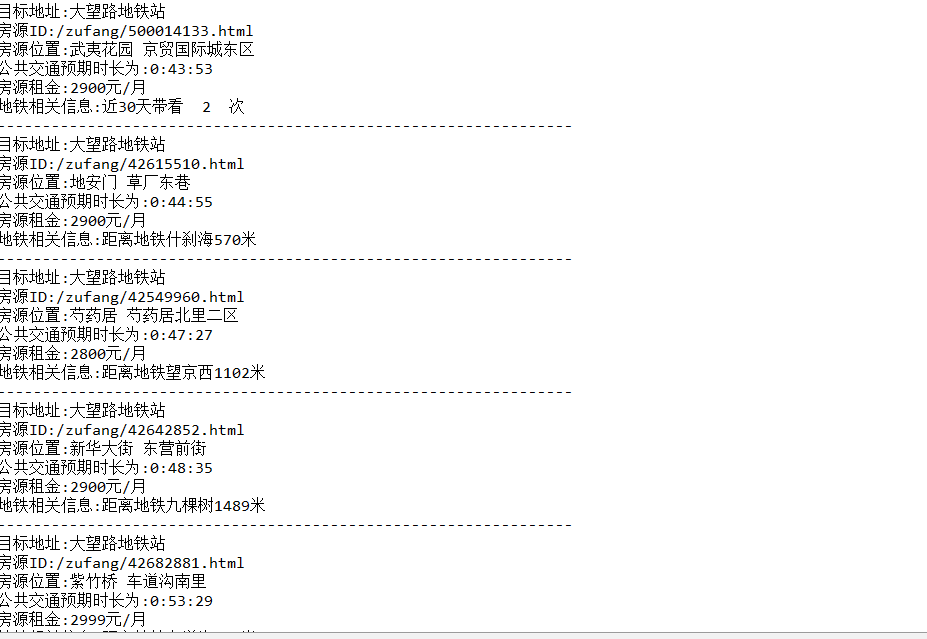 目标地址:大望路地铁站
房源ID:/zufang/500014133.html
房源位置:武夷花园 京贸国际城东区
公共交通预期时长为:0:43:53
房源租金:2900元/月
地铁相关信息:近30天带看  2  次
----------------------------------------------------------------
目标地址:大望路地铁站
房源ID:/zufang/42615510.html
房源位置:地安门 草厂东巷
公共交通预期时长为:0:44:55
房源租金:2900元/月
地铁相关信息:距离地铁什刹海570米
----------------------------------------------------------------
目标地址:大望路地铁站
房源ID:/zufang/42549960.html
房源位置:芍药居 芍药居北里二区
公共交通预期时长为:0:47:27
房源租金:2800元/月
地铁相关信息:距离地铁望京西1102米
----------------------------------------------------------------
目标地址:大望路地铁站
房源ID:/zufang/42642852.html
房源位置:新华大街 东营前街
公共交通预期时长为:0:48:35
房源租金:2900元/月
地铁相关信息:距离地铁九棵树1489米
----------------------------------------------------------------
目标地址:大望路地铁站
房源ID:/zufang/42682881.html
房源位置:紫竹桥 车道沟南里
公共交通预期时长为:0:53:29
房源租金:2999元/月